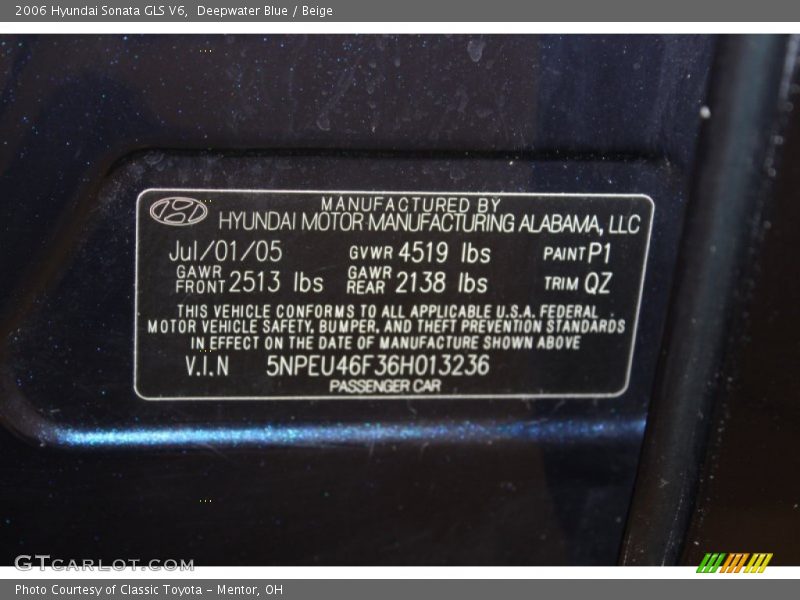 2006 Hyundai Sonata GLS V6,  Deepwater Blue / Beige
MANUFACTURED BY
HYUNDAI MOTOR MANUFACTURING ALABAMA, LLC
Jul/01/05 GVWR 4519 lbs PAINT P1
GAWR FRONT 2513 lbs GAWR REAR 2138 lbs TRIM QZ
THIS VEHICLE CONFORMS TO ALL APPLICABLE U.S.A. FEDERAL
MOTOR VEHICLE SAFETY, BUMPER, AND THEFT PREVENTION STANDARDS
IN EFFECT ON THE DATE OF MANUFACTURE SHOWN ABOVE
V.I.N 5NPEU46F36H013236
PASSENGER CAR
GTCARLOT.COM
Photo Courtesy of Classic Toyota - Mentor, OH